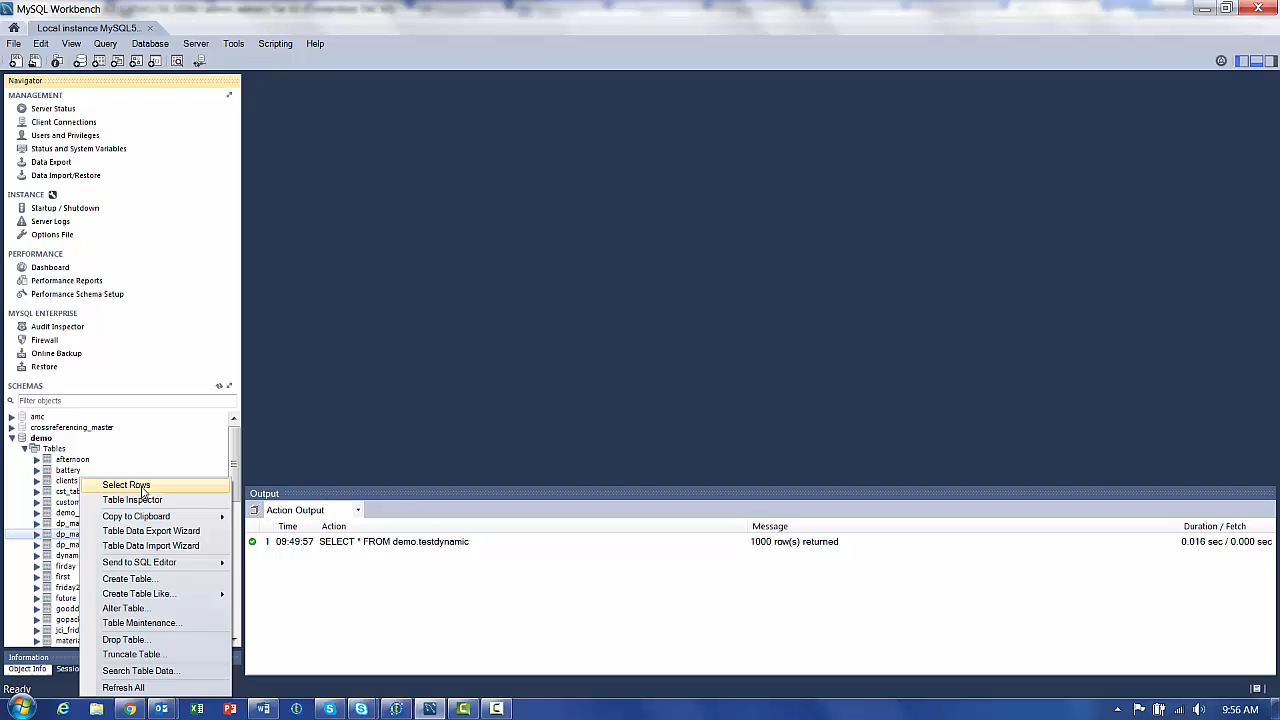 MySQL Workbench
Local instance MySQL5...
File Edit View Query Database Server Tools Scripting Help
Navigator
MANAGEMENT
Server Status
Client Connections
Users and Privileges
Status and System Variables
Data Export
Data Import/Restore
INSTANCE
Startup / Shutdown
Server Logs
Options File
PERFORMANCE
Dashboard
Performance Reports
Performance Schema Setup
MYSQL ENTERPRISE
Audit Inspector
Firewall
Online Backup
Restore
SCHEMAS
Filter objects
amc
crossreferencing_master
demo
Tables
afternoon
battery
clients
cst_tab
custom
demo_
dp_ma
dp_ma
dp_ma
dynam
firday
first
friday2
future
goodd
gopaci
jci_frid
materia
Select Rows
Table Inspector
Copy to Clipboard
Table Data Export Wizard
Table Data Import Wizard
Send to SQL Editor
Create Table...
Create Table Like...
Alter Table...
Table Maintenance...
Drop Table...
Truncate Table...
Search Table Data...
Refresh All
Output
Action Output
Time Action Message Duration / Fetch
1 09:49:57 SELECT * FROM demo.testdynamic 1000 row(s) returned 0.016 sec / 0.000 sec
Information
Object Info Session
Ready
9:56 AM